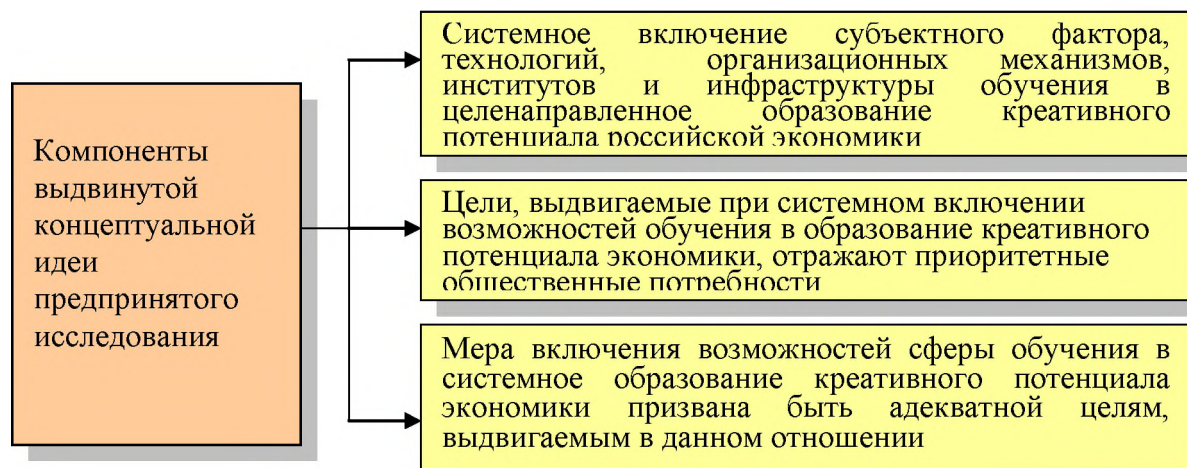 Компоненты
выдвинутой
концептуальной
идеи
предпринятого
исследования
Системное включение субъектного фактора,
технологий, организационных механизмов,
институтов и инфраструктуры обучения в
целенаправленное образование креативного
потенциала российской экономики
Цели, выдвигаемые при системном включении
возможностей обучения в образование креативного
потенциала экономики, отражают приоритетные
общественные потребности
Мера включения возможностей сферы обучения в
системное образование креативного потенциала
экономики призвана быть адекватной целям,
выдвигаемым в данном отношении